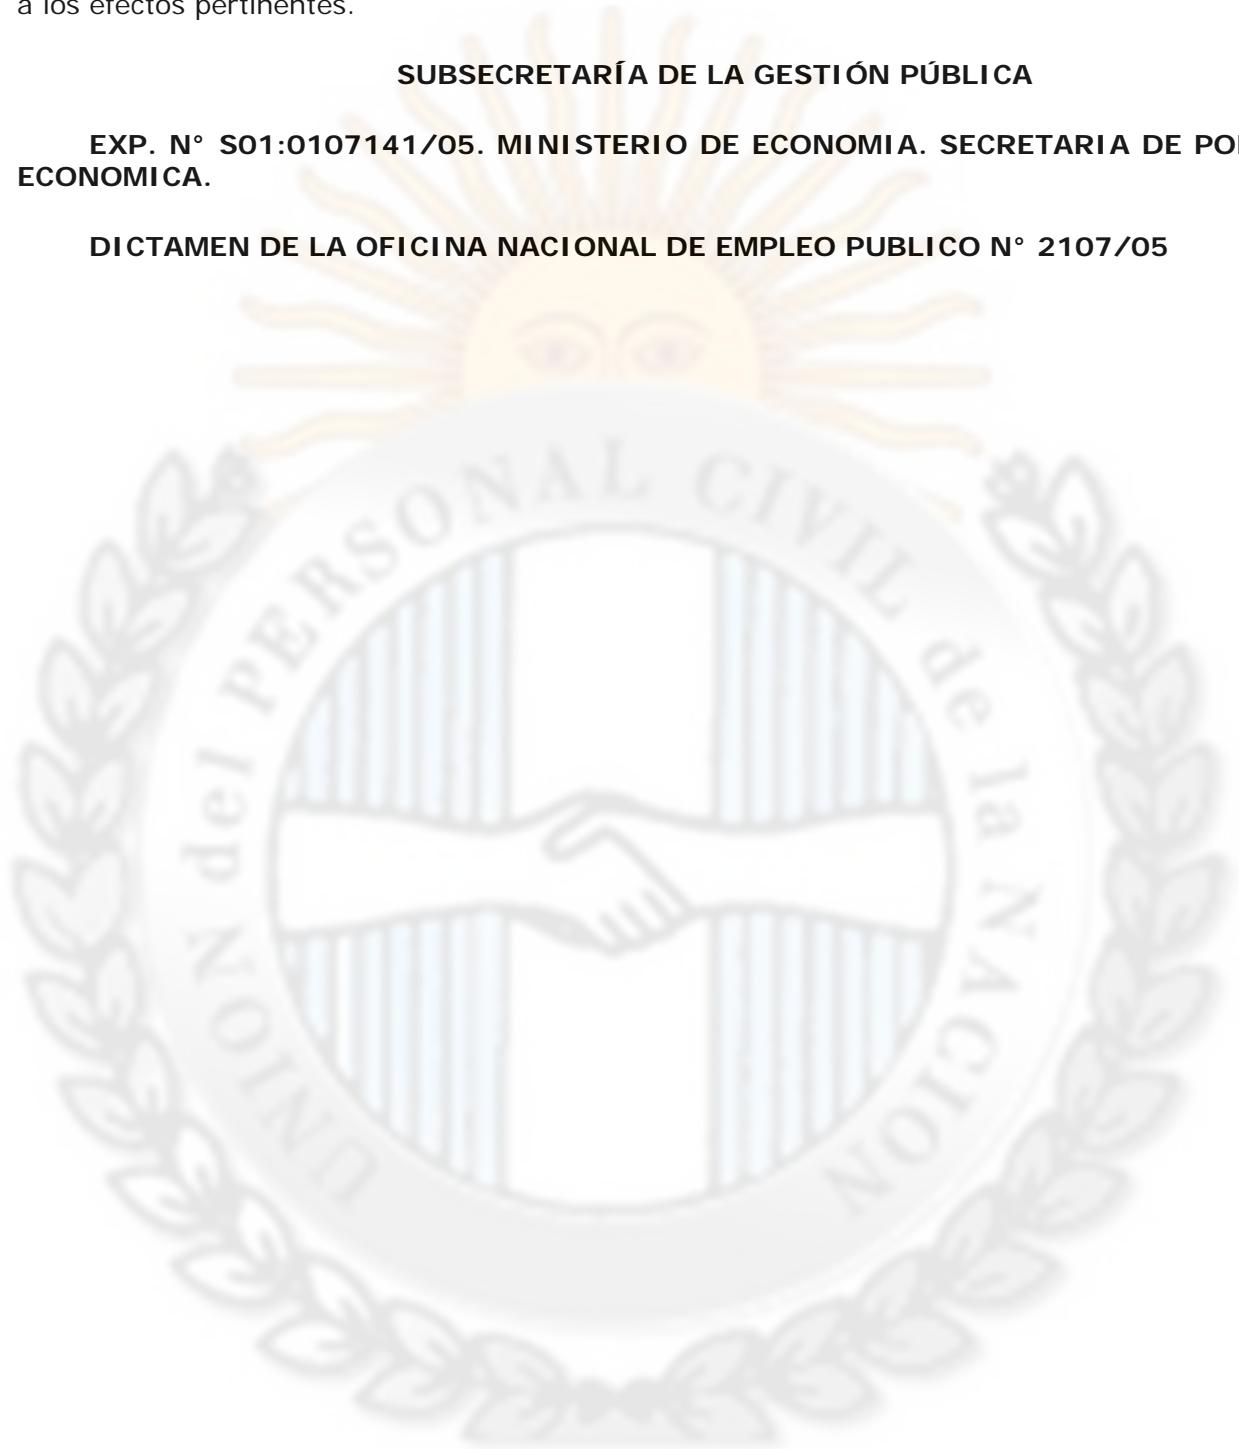 a los efectos pertinentes.
SUBSECRETARÍA DE LA GESTIÓN PÚBLICA
EXP. N° S01:0107141/05. MINISTERIO DE ECONOMIA. SECRETARIA DE
ECONOMICA.
DICTAMEN DE LA OFICINA NACIONAL DE EMPLEO PUBLICO N° 2107/05
UNION del PERSONAL CIVIL de la NACION